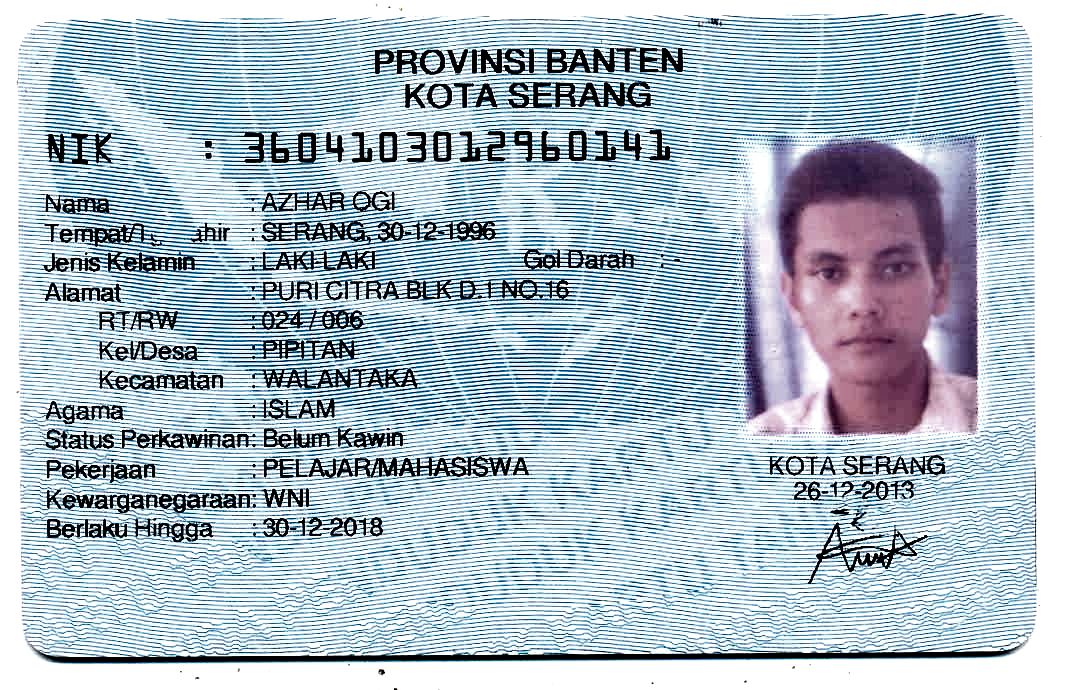 PROVINSI BANTEN
KOTA SERANG
NIK : 3604103012960141
Nama : AZHAR OGI
Tempat/ : SERANG, 30-12-1996
Jenis Kelamin : LAKI-LAKI Gol Darah : -
Alamat : PURI CITRA BLK D.1 NO.16
RT/RW : 024 / 006
Kel/Desa : PIPITAN
Kecamatan : WALANTAKA
Agama : ISLAM
Status Perkawinan: Belum Kawin
Pekerjaan : PELAJAR/MAHASISWA
Kewarganegaraan: WNI
Berlaku Hingga : 30-12-2018
KOTA SERANG
26-12-2013